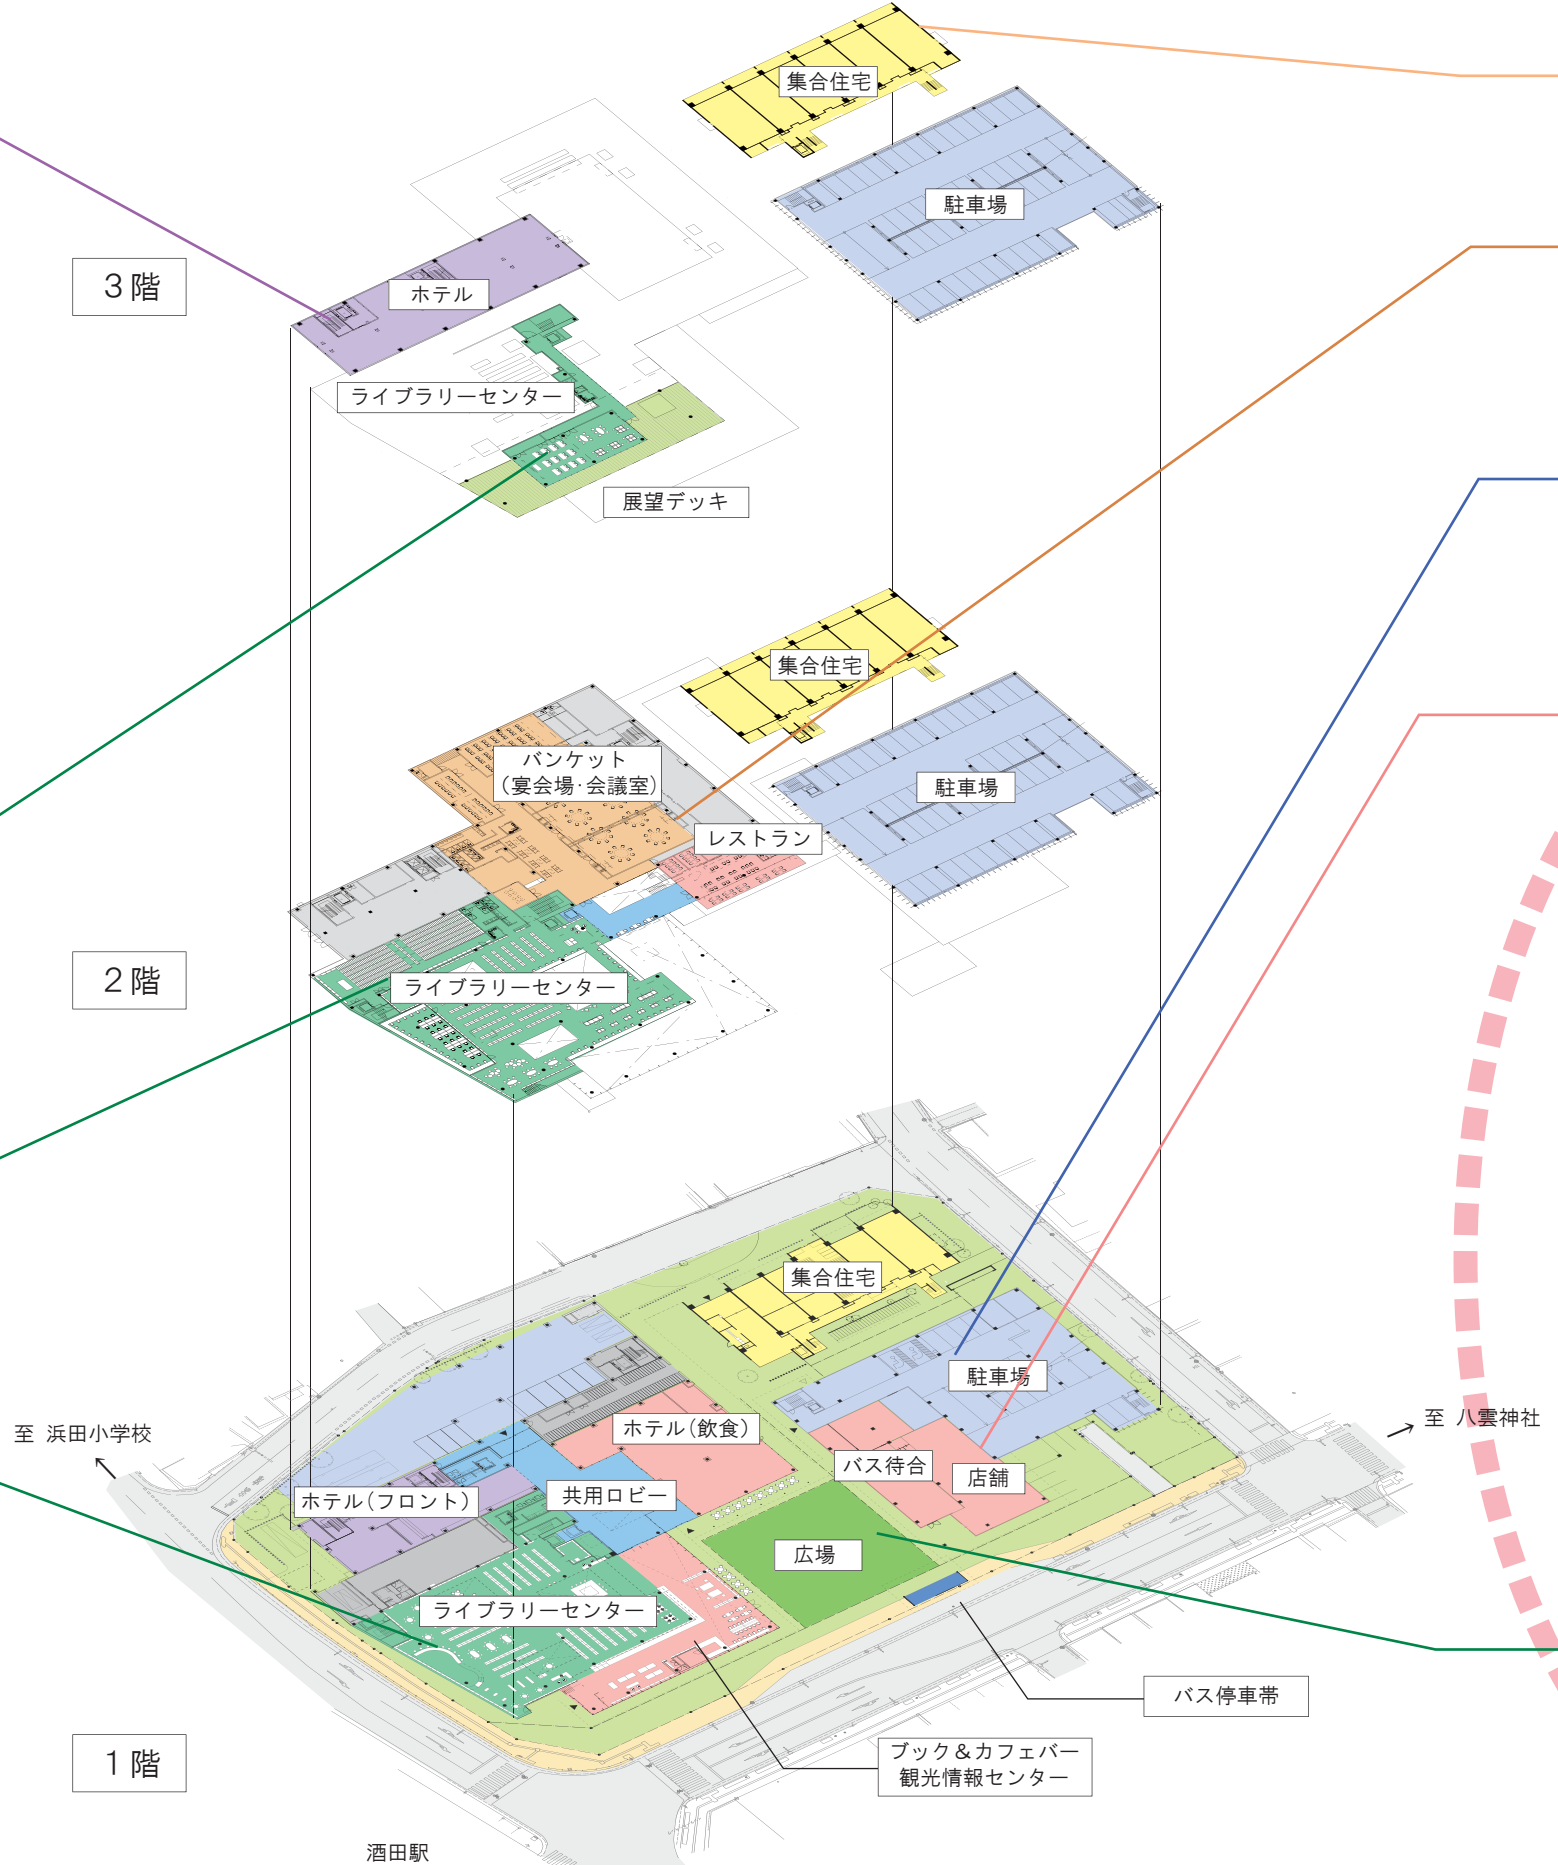 集合住宅
駐車場
3階
ホテル
ライブラリーセンター
展望デッキ
集合住宅
バンケット
(宴会場･会議室)
駐車場
レストラン
2階
ライブラリーセンター
集合住宅
駐車場
至 浜田小学校
ホテル(飲食)
至 八雲神社
バス待合
店舗
ホテル(フロント)
共用ロビー
広場
ライブラリーセンター
バス停車帯
1階
ブック&カフェバー
観光情報センター
酒田駅